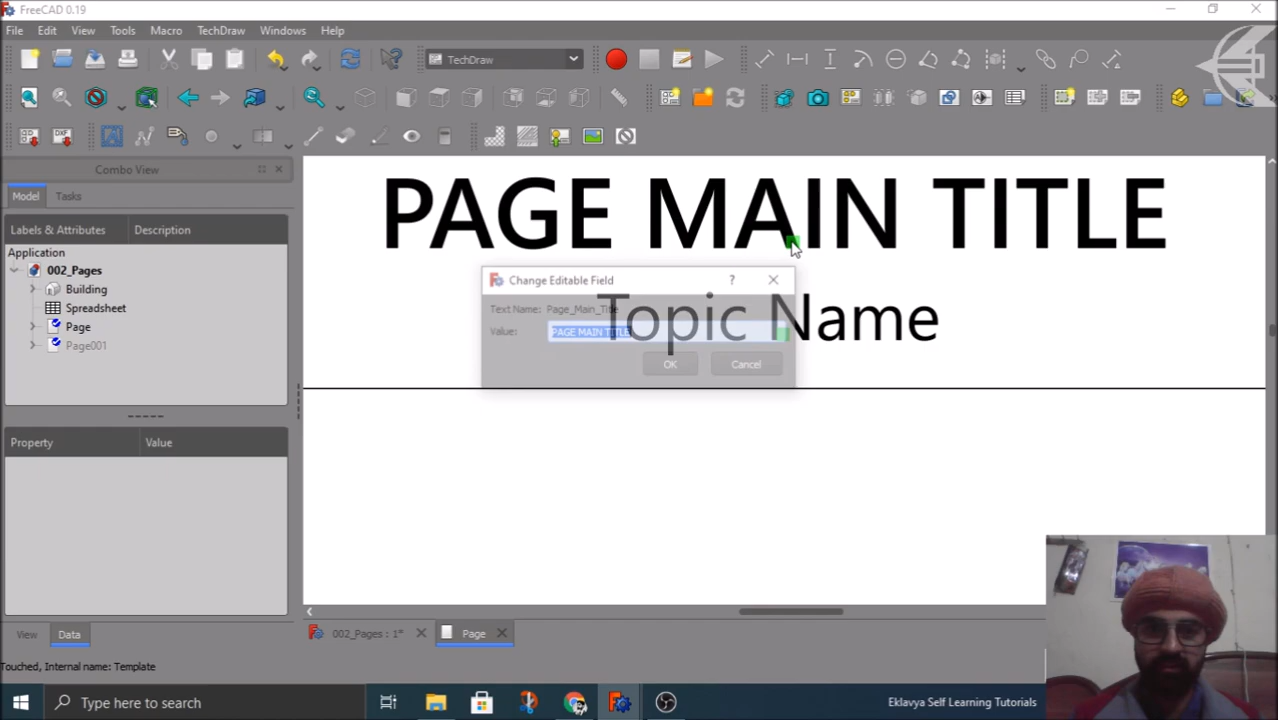 FreeCAD 0.19
File Edit View Tools Macro TechDraw Windows Help
TechDraw
Combo View
Model Tasks
Labels & Attributes Description
Application
002_Pages
Building
Spreadsheet
Page
Page001
Property Value
View Data
PAGE MAIN TITLE
Topic Name
Change Editable Field ?
Text Name: Page_Main_Title
Value: PAGE MAIN TITLE
OK Cancel
002_Pages : 1*
Page
Touched, Internal name: Template
Type here to search
Eklavya Self Learning Tutorials